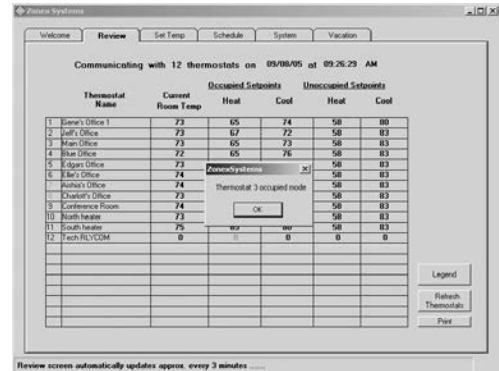 Zonex Systems
Welcome Review Set Temp Schedule System Vacation
Communicating with 12 thermostats on 09/08/05 at 09:26:29 AM
Occupied Setpoints Unoccupied Setpoints
Thermostat Name Current Room Temp Heat Cool Heat Cool
1 Gene's Office 1 73 65 74 58 80
2 Jeff's Office 73 67 72 58 83
3 Main Office 73 65 73 58 83
4 Blue Office 72 65 76 58 83
5 Edgars Office 73 58 83
6 Ellie's Office 74 58 83
7 Aishia's Office 74 58 83
8 Charlott's Office 73 58 83
9 Conference Room 74 58 83
10 North heater 73 58 83
11 South heater 75 58 83
12 Tech RLYCOM 0 0 0 0 0
ZonexSystems
Thermostat 3 occupied mode
OK
Legend
Refresh
Thermostats
Print
Review screen automatically updates approx. every 3 minutes ......